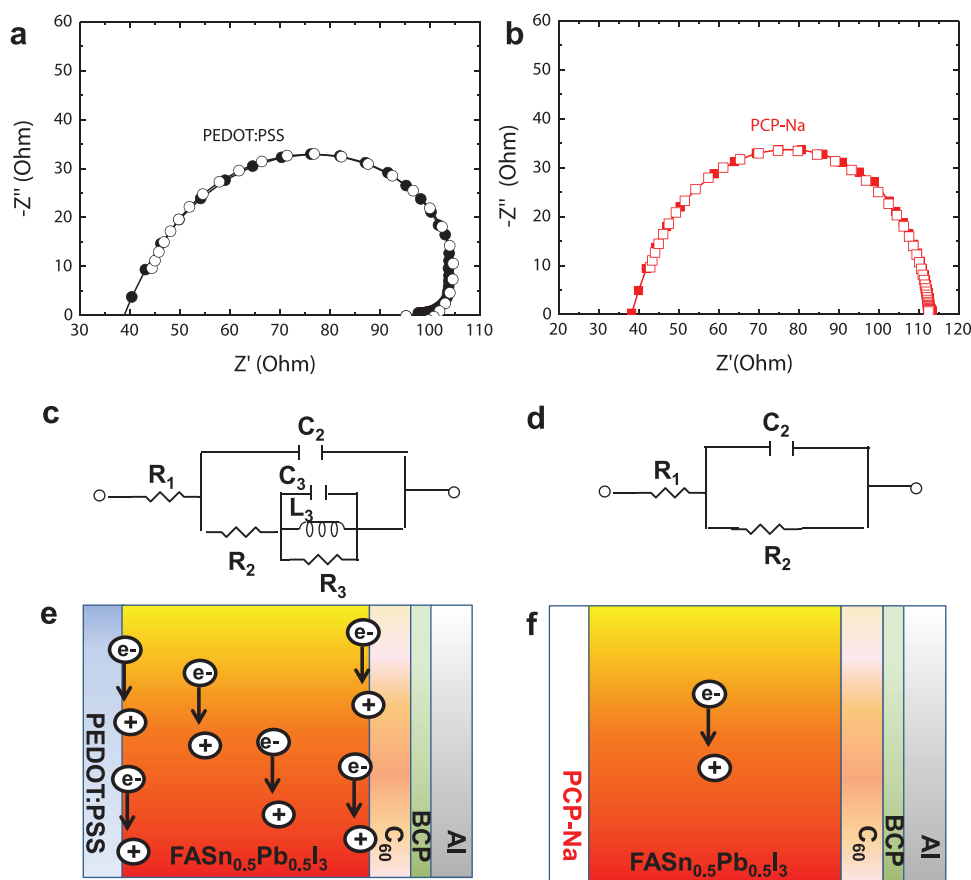 a
60
50
40
30
20
10
0
-Z'' (Ohm)
PEDOT:PSS
30 40 50 60 70 80 90 100 110
Z' (Ohm)
b
60
50
40
30
20
10
0
-Z'' (Ohm)
PCP-Na
20 30 40 50 60 70 80 90 100 110 120
Z'(Ohm)
c
C₂
R₁
C₃
L₃
R₂
R₃
d
C₂
R₁
R₂
e
PEDOT:PSS
e-
+
e-
+
e-
+
e-
+
e-
+
e-
+
FASn₀.₅Pb₀.₅I₃
C₆₀
BCP
Al
f
PCP-Na
e-
+
FASn₀.₅Pb₀.₅I₃
C₆₀
BCP
Al